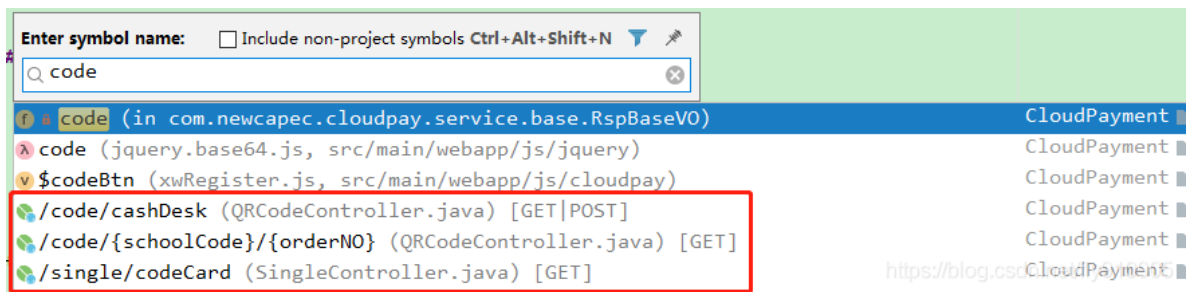 Enter symbol name: Include non-project symbols Ctrl+Alt+Shift+N
#
code
code (in com.newcapec.cloudpay.service.base.RspBaseVO) CloudPayment
code (jquery.base64.js, src/main/webapp/js/jquery) CloudPayment
$codeBtn (xwRegister.js, src/main/webapp/js/cloudpay) CloudPayment
/code/cashDesk (QRCodeController.java) [GET|POST] CloudPayment
/code/{schoolCode}/{orderNO} (QRCodeController.java) [GET] CloudPayment
/single/codeCard (SingleController.java) [GET] CloudPayment